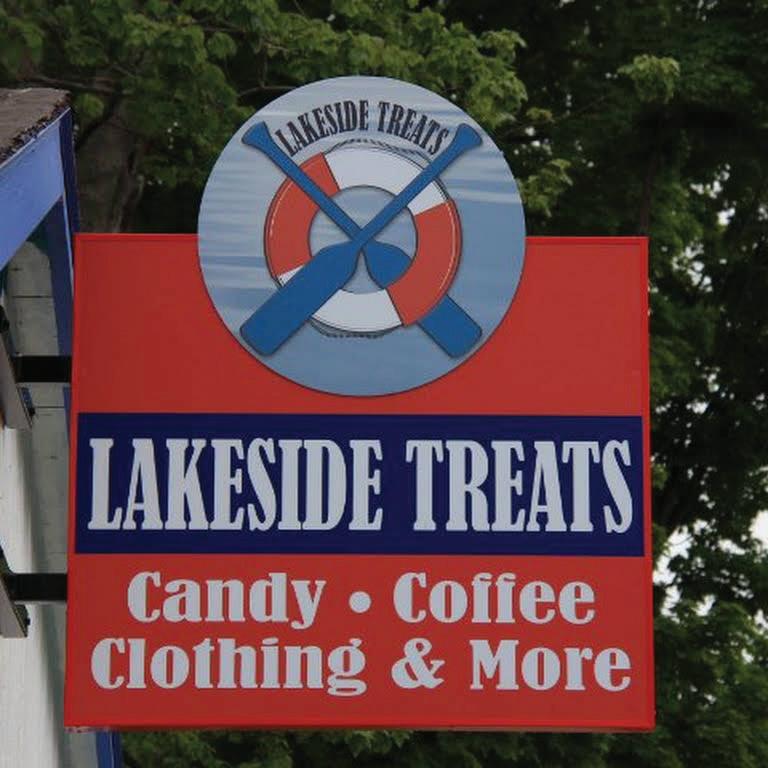 LAKESIDE TREATS
LAKESIDE TREATS
Candy • Coffee
Clothing & More